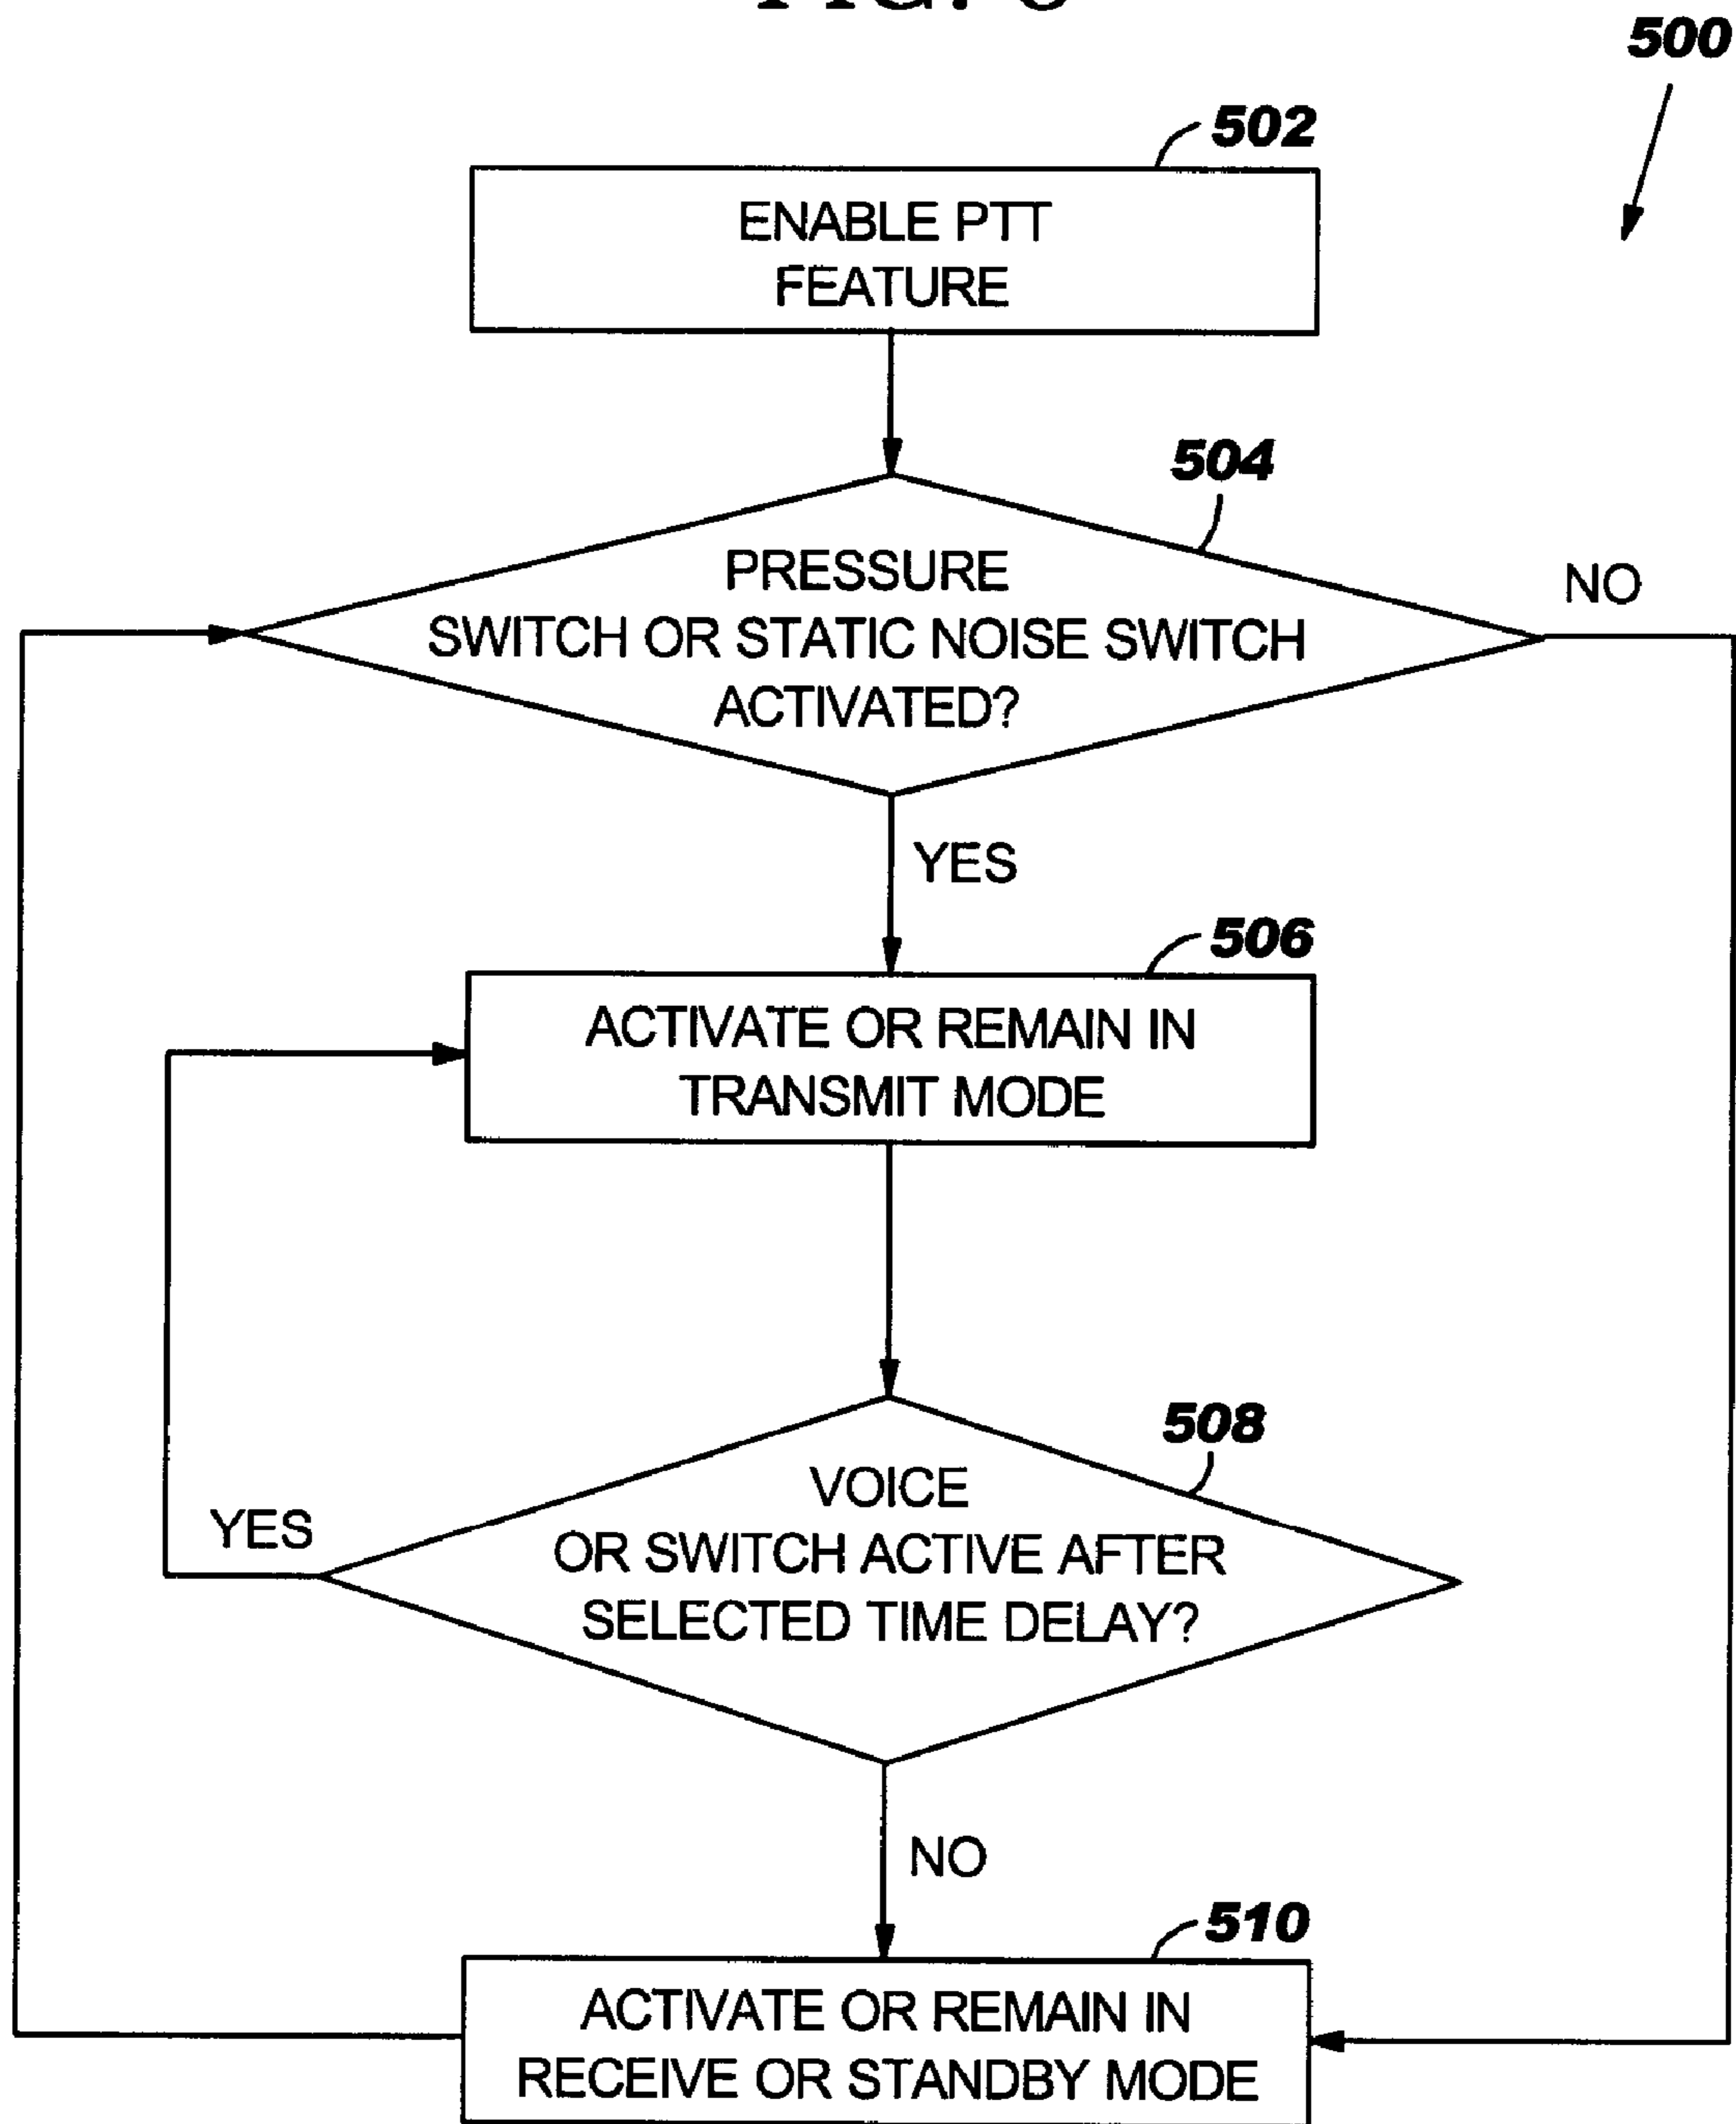 500
502
ENABLE PTT
FEATURE
504
PRESSURE
SWITCH OR STATIC NOISE SWITCH
ACTIVATED?
NO
YES
506
ACTIVATE OR REMAIN IN
TRANSMIT MODE
508
VOICE
OR SWITCH ACTIVE AFTER
SELECTED TIME DELAY?
YES
NO
510
ACTIVATE OR REMAIN IN
RECEIVE OR STANDBY MODE